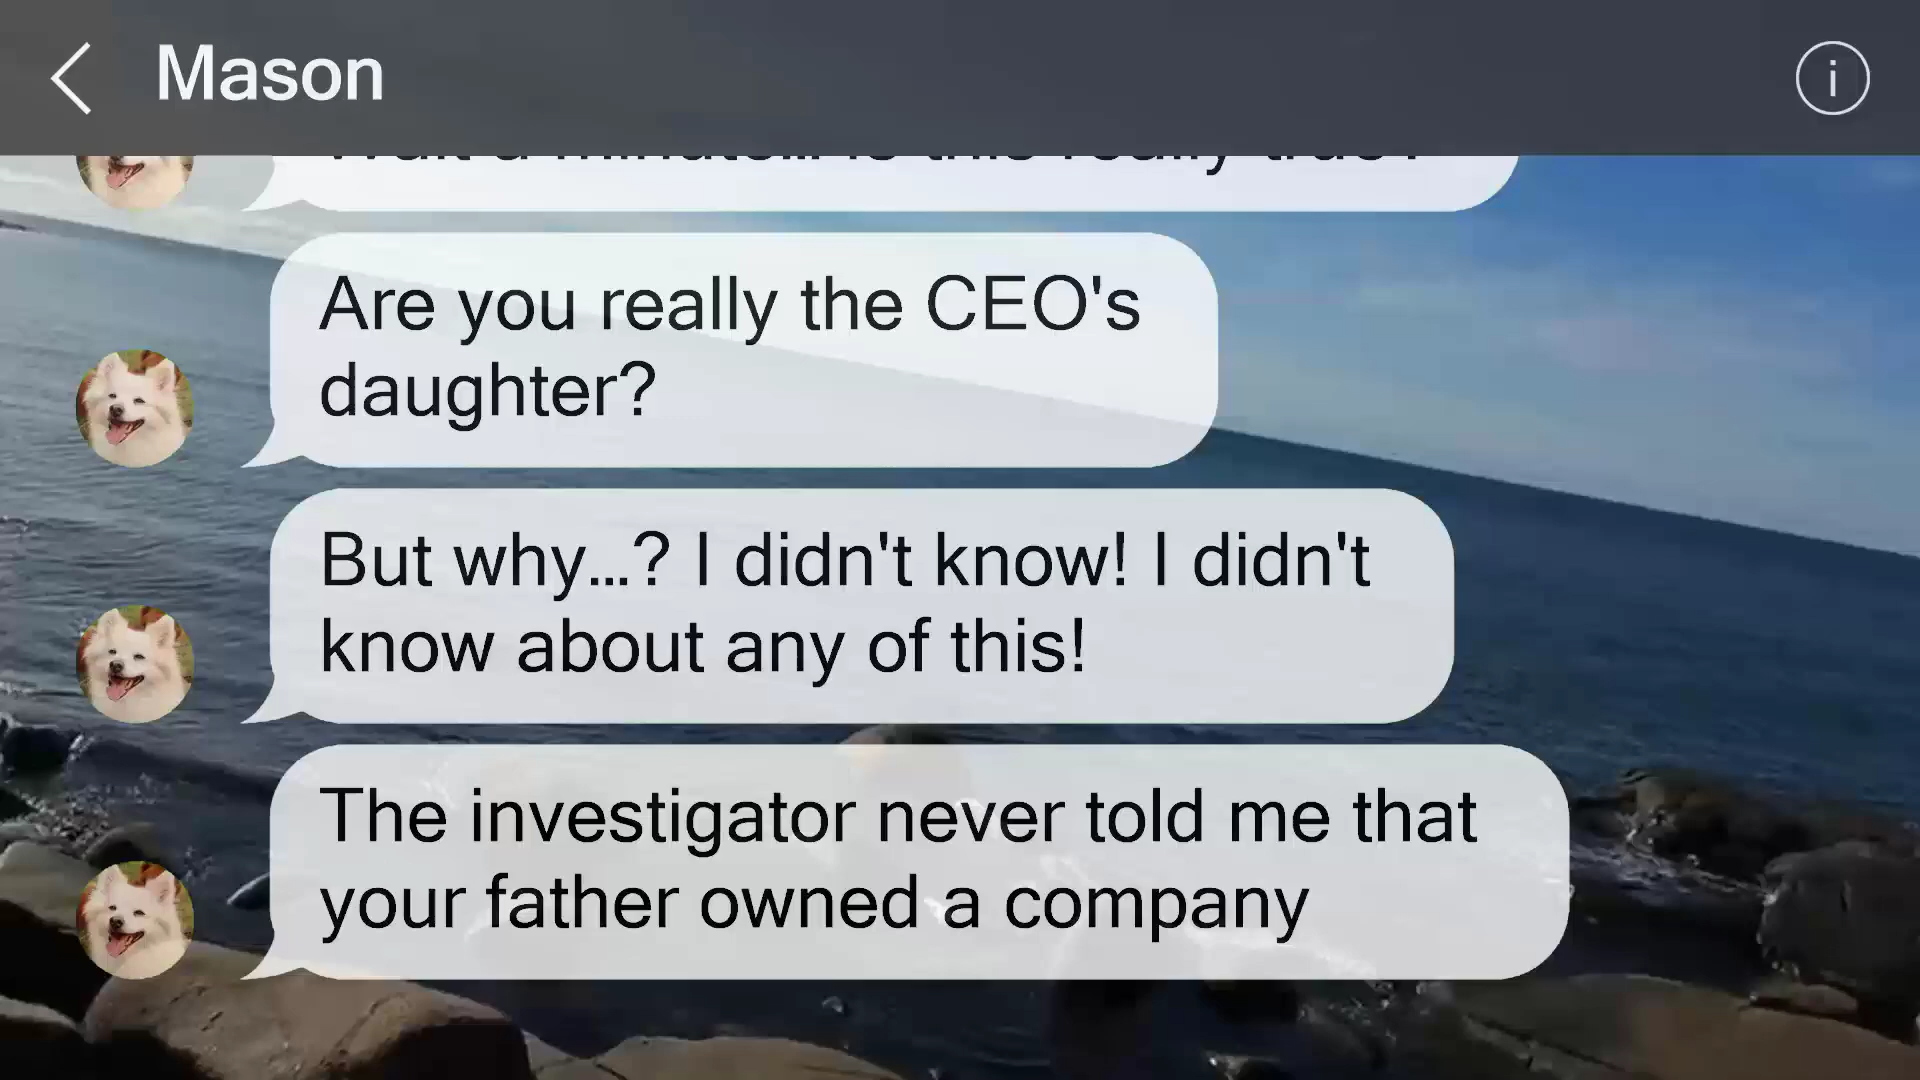 Mason
i
Are you really the CEO's
daughter?
But why...? I didn't know! I didn't
know about any of this!
The investigator never told me that
your father owned a company